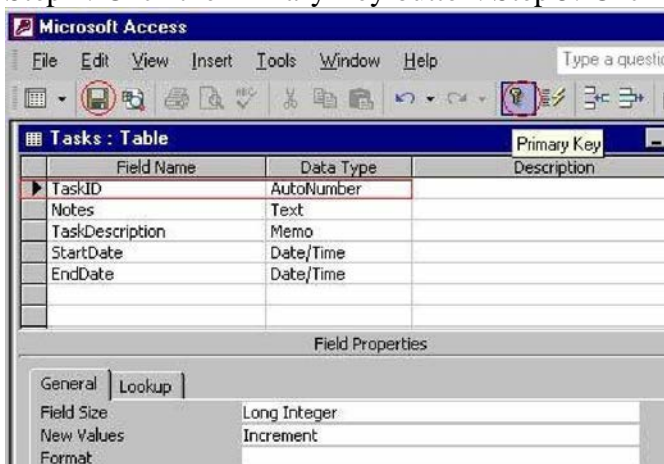 Microsoft Access
File Edit View Insert Tools Window Help Type a questio
Tasks : Table
Primary Key
Field Name Data Type Description
TaskID AutoNumber
Notes Text
TaskDescription Memo
StartDate Date/Time
EndDate Date/Time
Field Properties
General Lookup
Field Size Long Integer
New Values Increment
Format